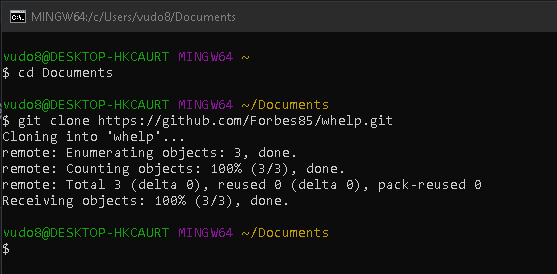 MINGW64:/c/Users/vudo8/Documents
vudo8@DESKTOP-HKCAURT MINGW64 ~
$ cd Documents
vudo8@DESKTOP-HKCAURT MINGW64 ~/Documents
$ git clone https://github.com/Forbes85/whelp.git
Cloning into 'whelp'...
remote: Enumerating objects: 3, done.
remote: Counting objects: 100% (3/3), done.
remote: Total 3 (delta 0), reused 0 (delta 0), pack-reused 0
Receiving objects: 100% (3/3), done.
vudo8@DESKTOP-HKCAURT MINGW64 ~/Documents
$